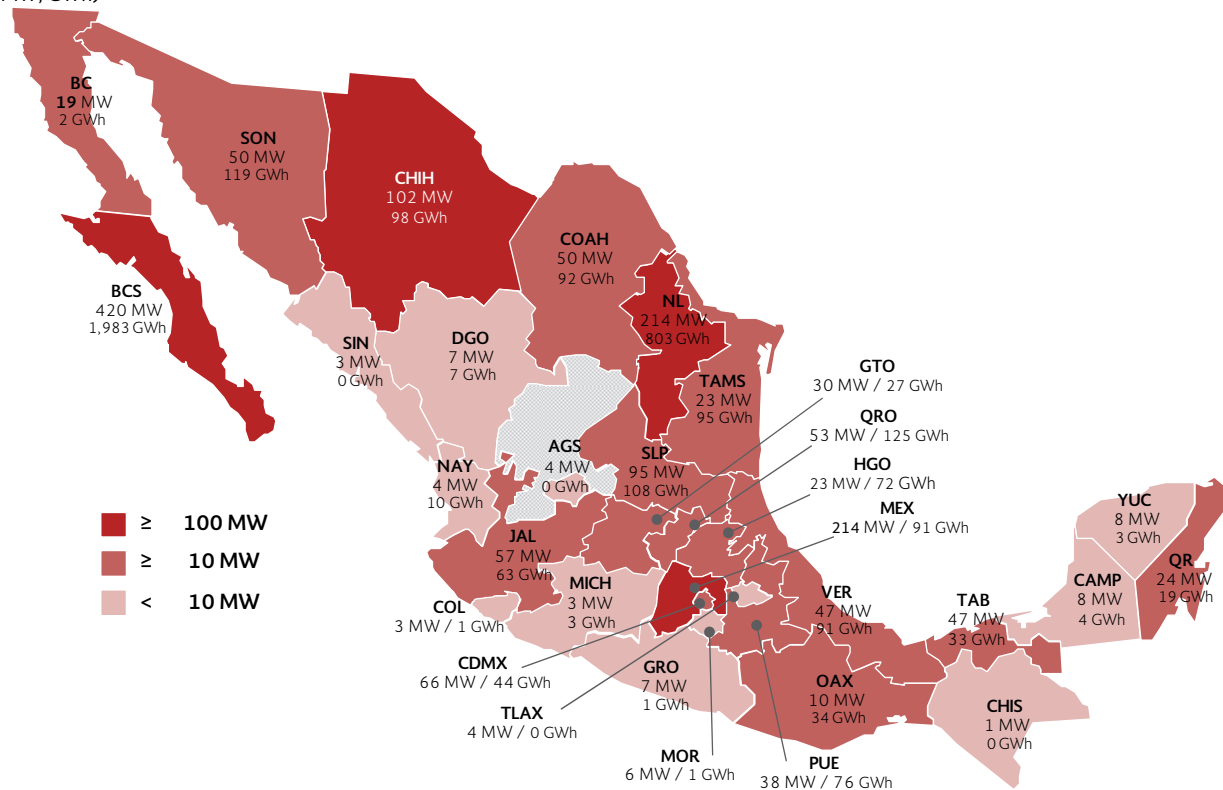 BC
19 MW
2 GWh
SON
50 MW
119 GWh
CHIH
102 MW
98 GWh
COAH
50 MW
92 GWh
BCS
420 MW
1,983 GWh
NL
214 MW
803 GWh
SIN
3 MW
0 GWh
DGO
7 MW
7 GWh
TAMS
23 MW
95 GWh
GTO
30 MW / 27 GWh
QRO
53 MW / 125 GWh
HGO
23 MW / 72 GWh
MEX
214 MW / 91 GWh
AGS
4 MW
0 GWh
SLP
95 MW
108 GWh
NAY
4 MW
10 GWh
YUC
8 MW
3 GWh
≥ 100 MW
≥ 10 MW
< 10 MW
JAL
57 MW
63 GWh
MICH
3 MW
3 GWh
QR
24 MW
19 GWh
CAMP
8 MW
4 GWh
VER
47 MW
91 GWh
TAB
47 MW
33 GWh
COL
3 MW / 1 GWh
CDMX
66 MW / 44 GWh
GRO
7 MW
1 GWh
OAX
10 MW
34 GWh
CHIS
1 MW
0 GWh
TLAX
4 MW / 0 GWh
MOR
6 MW / 1 GWh
PUE
38 MW / 76 GWh